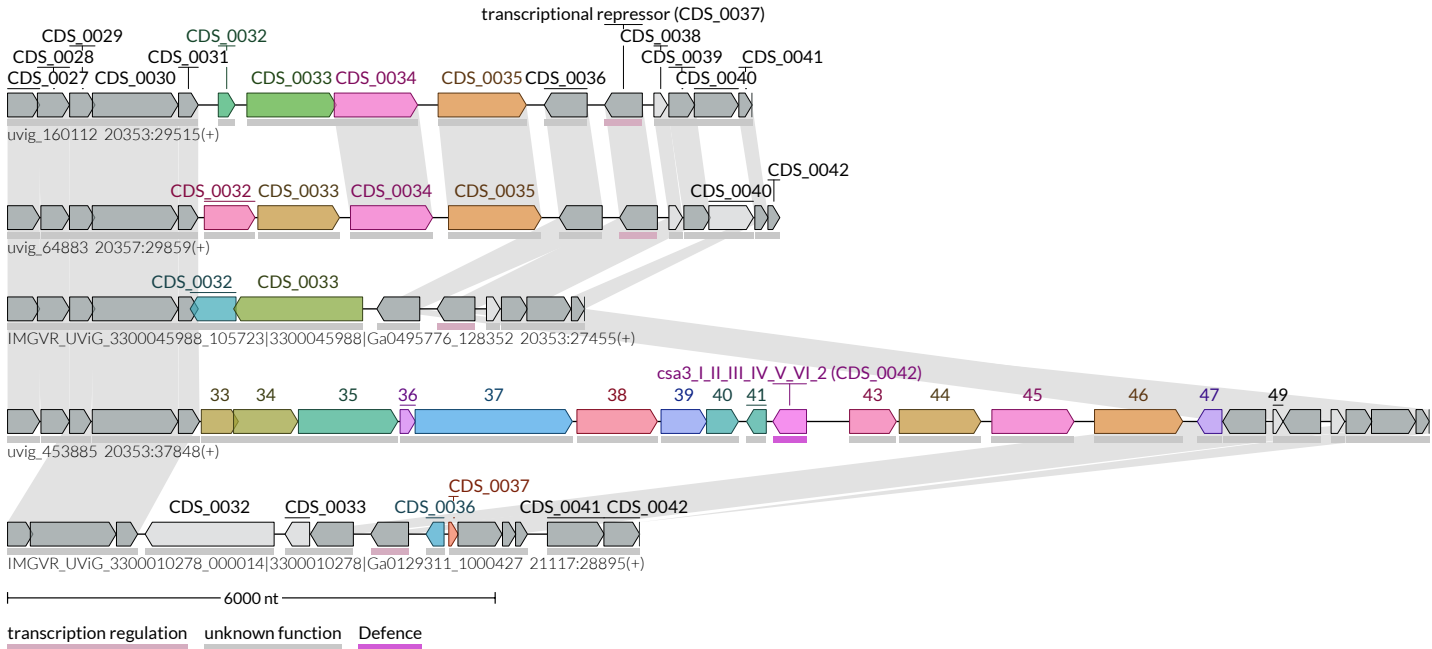 transcriptional repressor (CDS_0037)
CDS_0029 CDS_0032 CDS_0038
CDS_0028 CDS_0031 CDS_0039 CDS_0041
CDS_0027 CDS_0030 CDS_0033 CDS_0034 CDS_0035 CDS_0036 CDS_0040
uvig_160112 20353:29515(+)
CDS_0042
CDS_0032 CDS_0033 CDS_0034 CDS_0035 CDS_0040
uvig_64883 20357:29859(+)
CDS_0032 CDS_0033
IMGVR_UViG_3300045988_105723|3300045988|Ga0495776_128352 20353:27455(+)
csa3_I_II_III_IV_V_VI_2 (CDS_0042)
33 34 35 36 37 38 39 40 41 43 44 45 46 47 49
uvig_453885 20353:37848(+)
CDS_0037
CDS_0032 CDS_0033 CDS_0036 CDS_0041 CDS_0042
IMGVR_UViG_3300010278_000014|3300010278|Ga0129311_1000427 21117:28895(+)
6000 nt
transcription regulation unknown function Defence